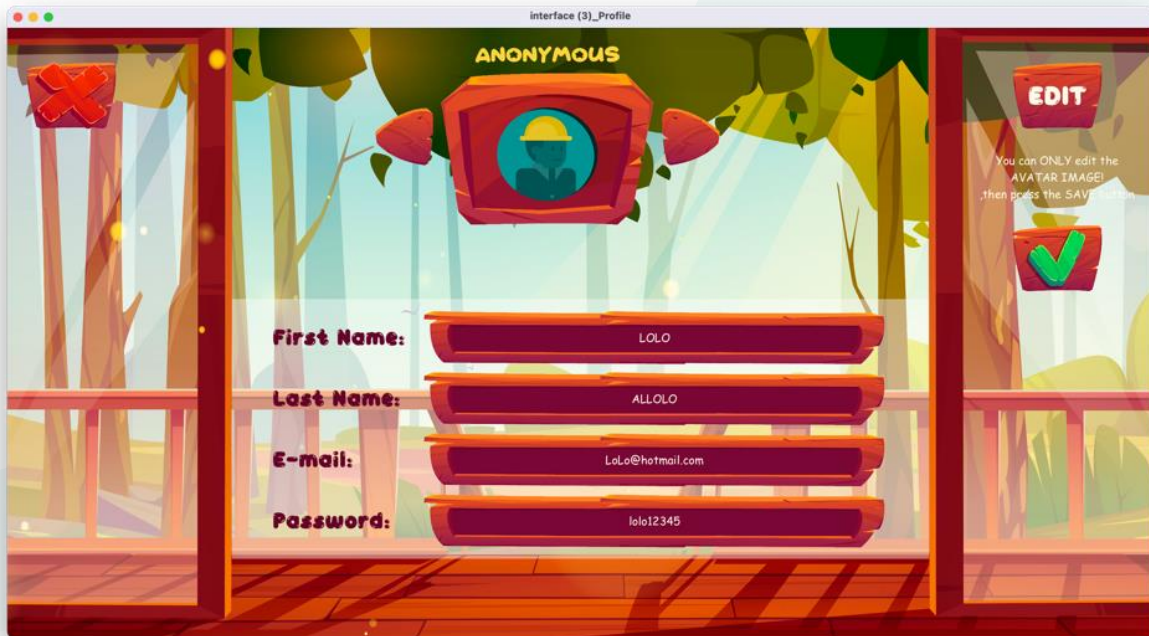 interface (3)_Profile
ANONYMOUS
EDIT
You can ONLY edit the
AVATAR IMAGE!
,then press the SAVE button
First Name:
LOLO
Last Name:
ALLOLO
E-mail:
LoLo@hotmail.com
Password:
lolo12345